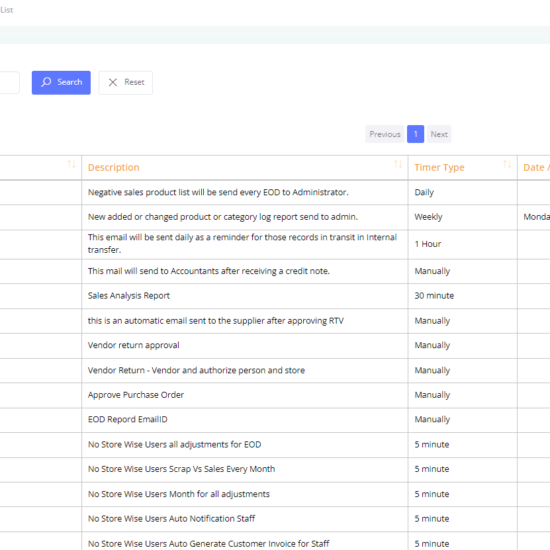 List
Search Reset
Previous 1 Next
Description Timer Type Date
Negative sales product list will be send every EOD to Administrator. Daily
New added or changed product or category log report send to admin. Weekly Monda
This email will be sent daily as a reminder for those records in transit in Internal
transfer. 1 Hour
This mail will send to Accountants after receiving a credit note. Manually
Sales Analysis Report 30 minute
this is an automatic email sent to the supplier after approving RTV Manually
Vendor return approval Manually
Vendor Return - Vendor and authorize person and store Manually
Approve Purchase Order Manually
EOD Repord EmailID Manually
No Store Wise Users all adjustments for EOD 5 minute
No Store Wise Users Scrap Vs Sales Every Month 5 minute
No Store Wise Users Month for all adjustments 5 minute
No Store Wise Users Auto Notification Staff 5 minute
No Store Wise Users Auto Generate Customer Invoice for Staff 5 minute